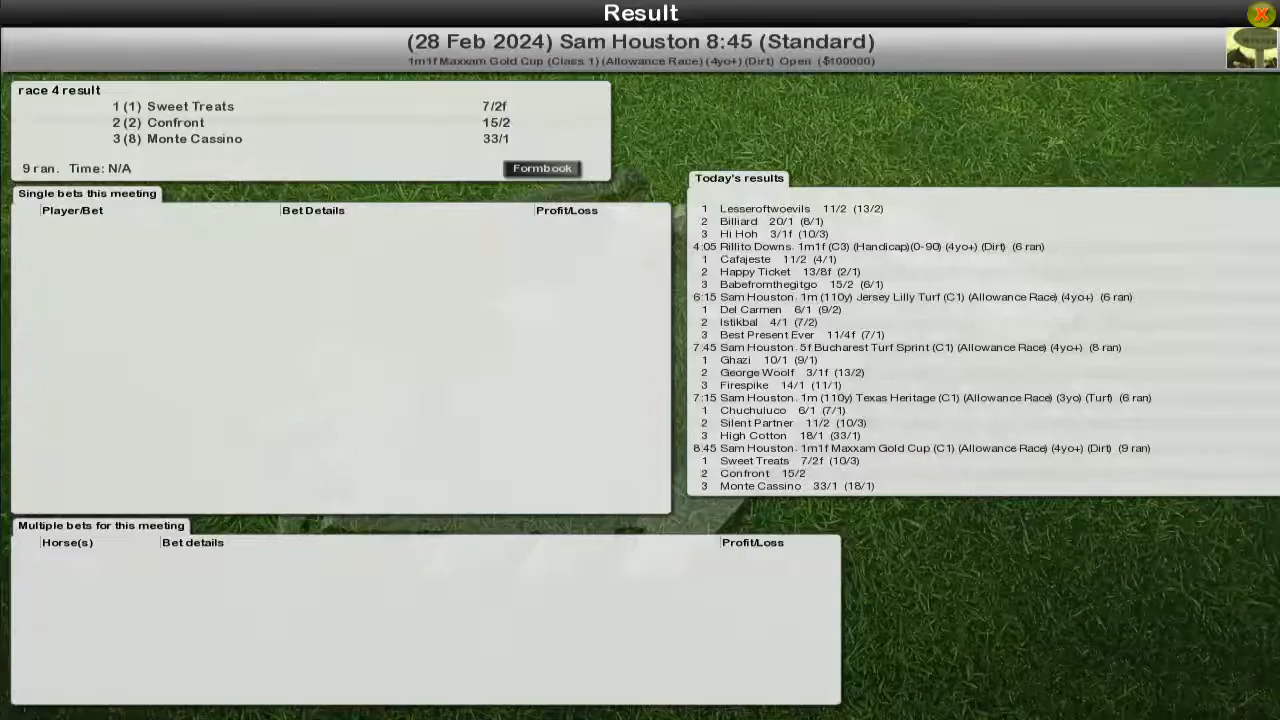 Result
(28 Feb 2024) Sam Houston 8:45 (Standard)
1m1f Maxxam Gold Cup (Class 1) (Allowance Race) (4yo+) (Dirt) Open ($100000)
race 4 result
1 (1) Sweet Treats 7/2f
2 (2) Confront 15/2
3 (8) Monte Cassino 33/1
9 ran. Time: N/A
Formbook
Single bets this meeting
Player/Bet Bet Details Profit/Loss
Multiple bets for this meeting
Horse(s) Bet details Profit/Loss
Today's results
1 Lesseroftwoevils 11/2 (13/2)
2 Billiard 20/1 (8/1)
3 Hi Hoh 3/1f (10/3)
4:05 Rillito Downs. 1m1f (C3) (Handicap)(0-90) (4yo+) (Dirt) (6 ran)
1 Cafajeste 11/2 (4/1)
2 Happy Ticket 13/8f (2/1)
3 Babefromthegitgo 15/2 (6/1)
6:15 Sam Houston. 1m (110y) Jersey Lilly Turf (C1) (Allowance Race) (4yo+) (6 ran)
1 Del Carmen 6/1 (9/2)
2 Istikbal 4/1 (7/2)
3 Best Present Ever 11/4f (7/1)
7:45 Sam Houston. 5f Bucharest Turf Sprint (C1) (Allowance Race) (4yo+) (8 ran)
1 Ghazi 10/1 (9/1)
2 George Woolf 3/1f (13/2)
3 Firespike 14/1 (11/1)
7:15 Sam Houston. 1m (110y) Texas Heritage (C1) (Allowance Race) (3yo) (Turf) (6 ran)
1 Chuchuluco 6/1 (7/1)
2 Silent Partner 11/2 (10/3)
3 High Cotton 18/1 (33/1)
8:45 Sam Houston. 1m1f Maxxam Gold Cup (C1) (Allowance Race) (4yo+) (Dirt) (9 ran)
1 Sweet Treats 7/2f (10/3)
2 Confront 15/2
3 Monte Cassino 33/1 (18/1)